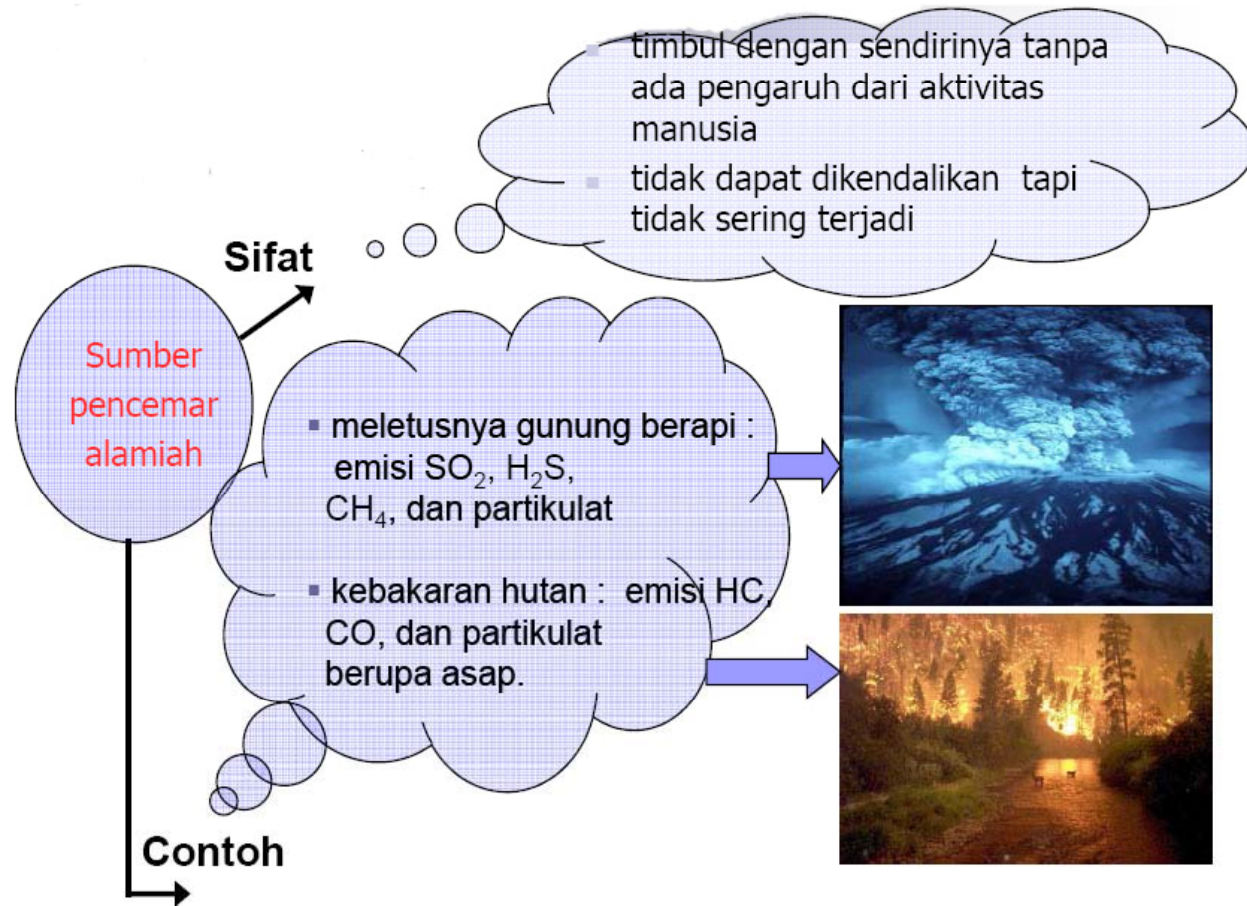 ▪ timbul dengan sendirinya tanpa
ada pengaruh dari aktivitas
manusia
▪ tidak dapat dikendalikan tapi
tidak sering terjadi
Sifat
Sumber
pencemar
alamiah
▪ meletusnya gunung berapi :
emisi SO₂, H₂S,
CH₄, dan partikulat
▪ kebakaran hutan : emisi HC,
CO, dan partikulat
berupa asap.
Contoh